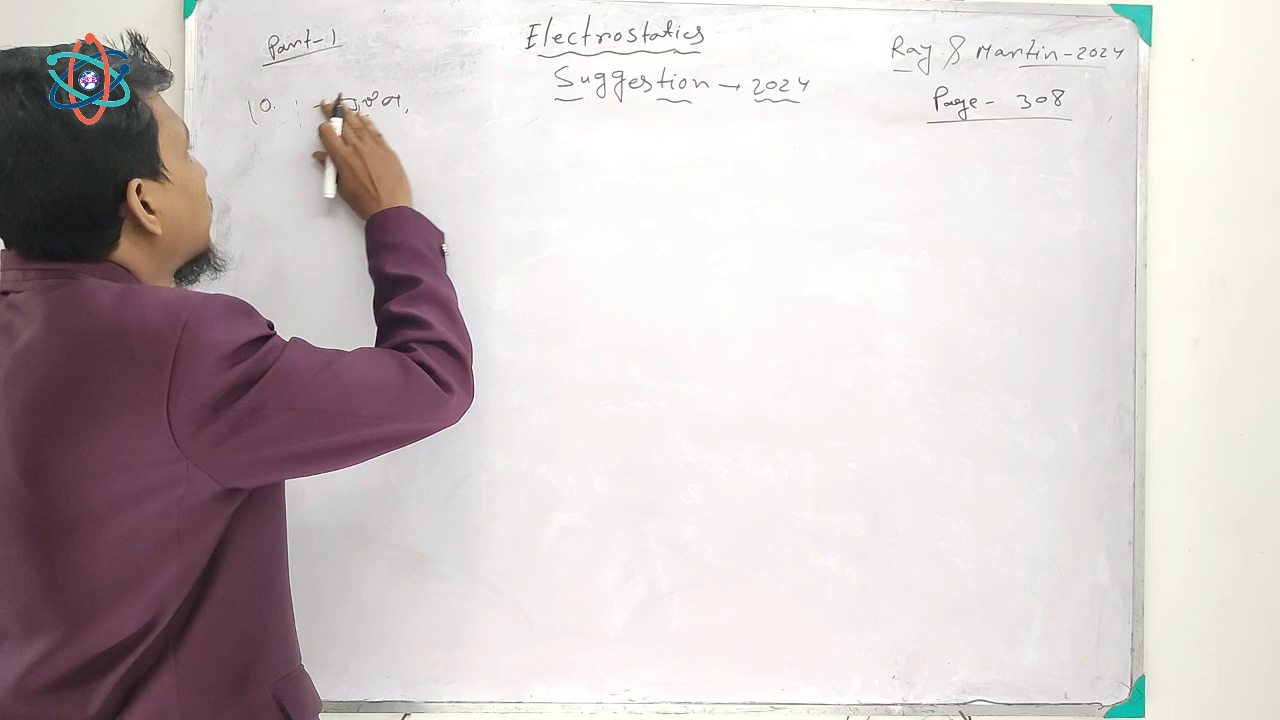 Part-1
Electrostatics
Suggestion → 2024
Ray & Martin-2024
Page - 308
10.